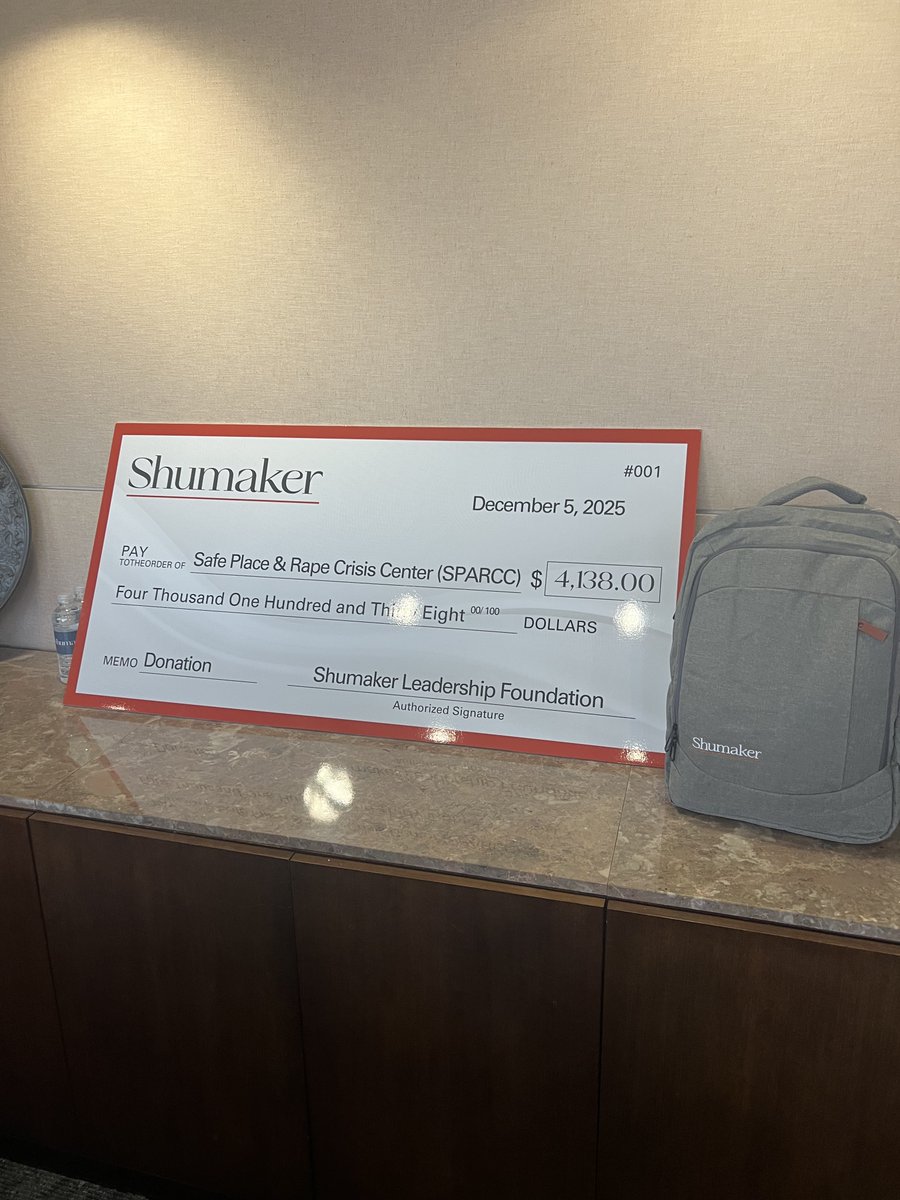 Shumaker
#001
December 5, 2025
PAY
TOTHEORDER OF Safe Place & Rape Crisis Center (SPARCC) $ 4,138.00
Four Thousand One Hundred and Thirty Eight 00/100 DOLLARS
MEMO Donation
Shumaker Leadership Foundation
Authorized Signature
Shumaker